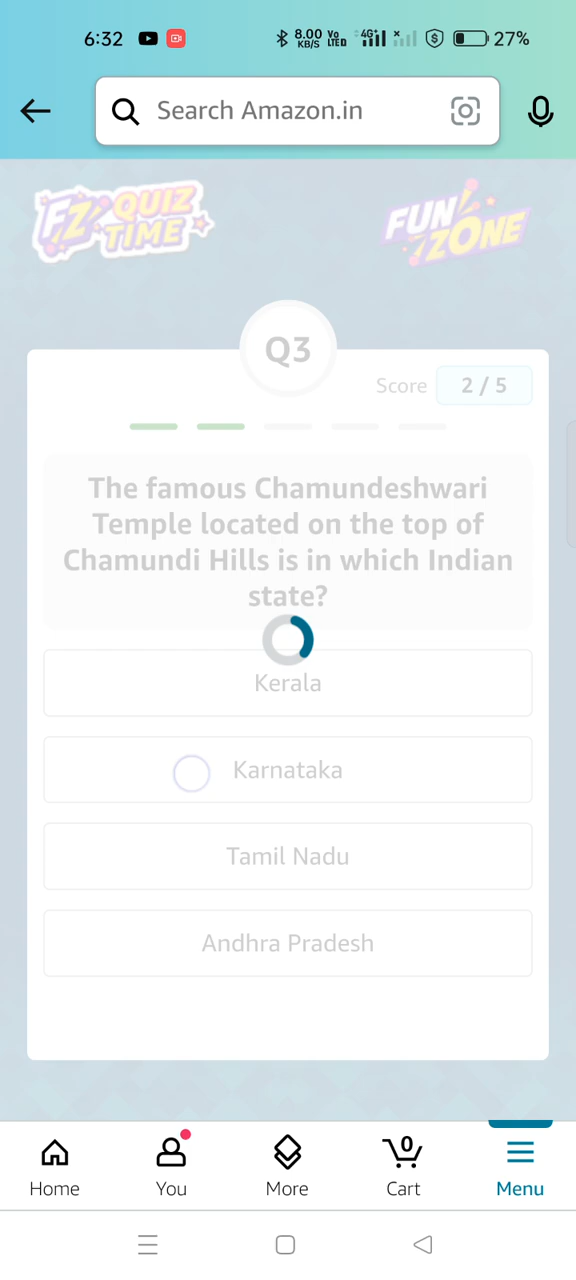 6:32
8.00 KB/S
Vo LTED
4G+
27%
Search Amazon.in
FZ QUIZ TIME
FUN ZONE
Q3
Score 2 / 5
The famous Chamundeshwari
Temple located on the top of
Chamundi Hills is in which Indian
state?
Kerala
Karnataka
Tamil Nadu
Andhra Pradesh
0
Home
You
More
Cart
Menu